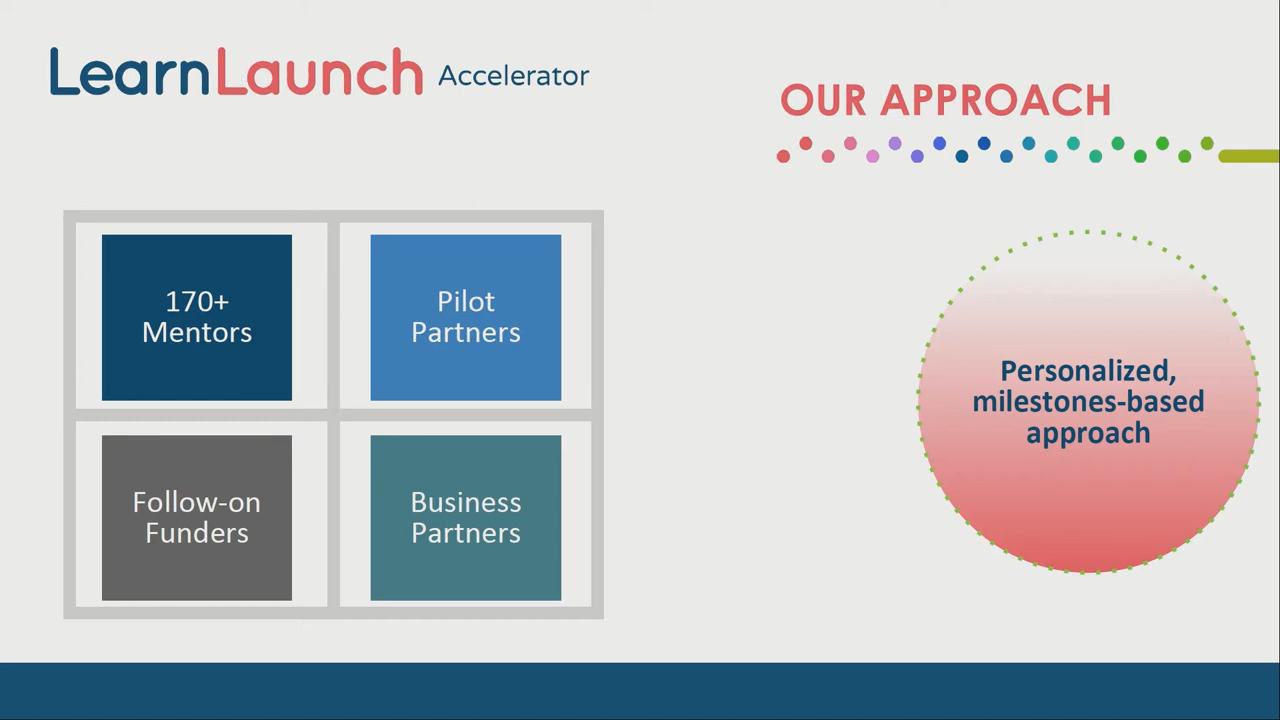 LearnLaunch Accelerator
OUR APPROACH
170+
Mentors
Pilot
Partners
Follow-on
Funders
Business
Partners
Personalized,
milestones-based
approach